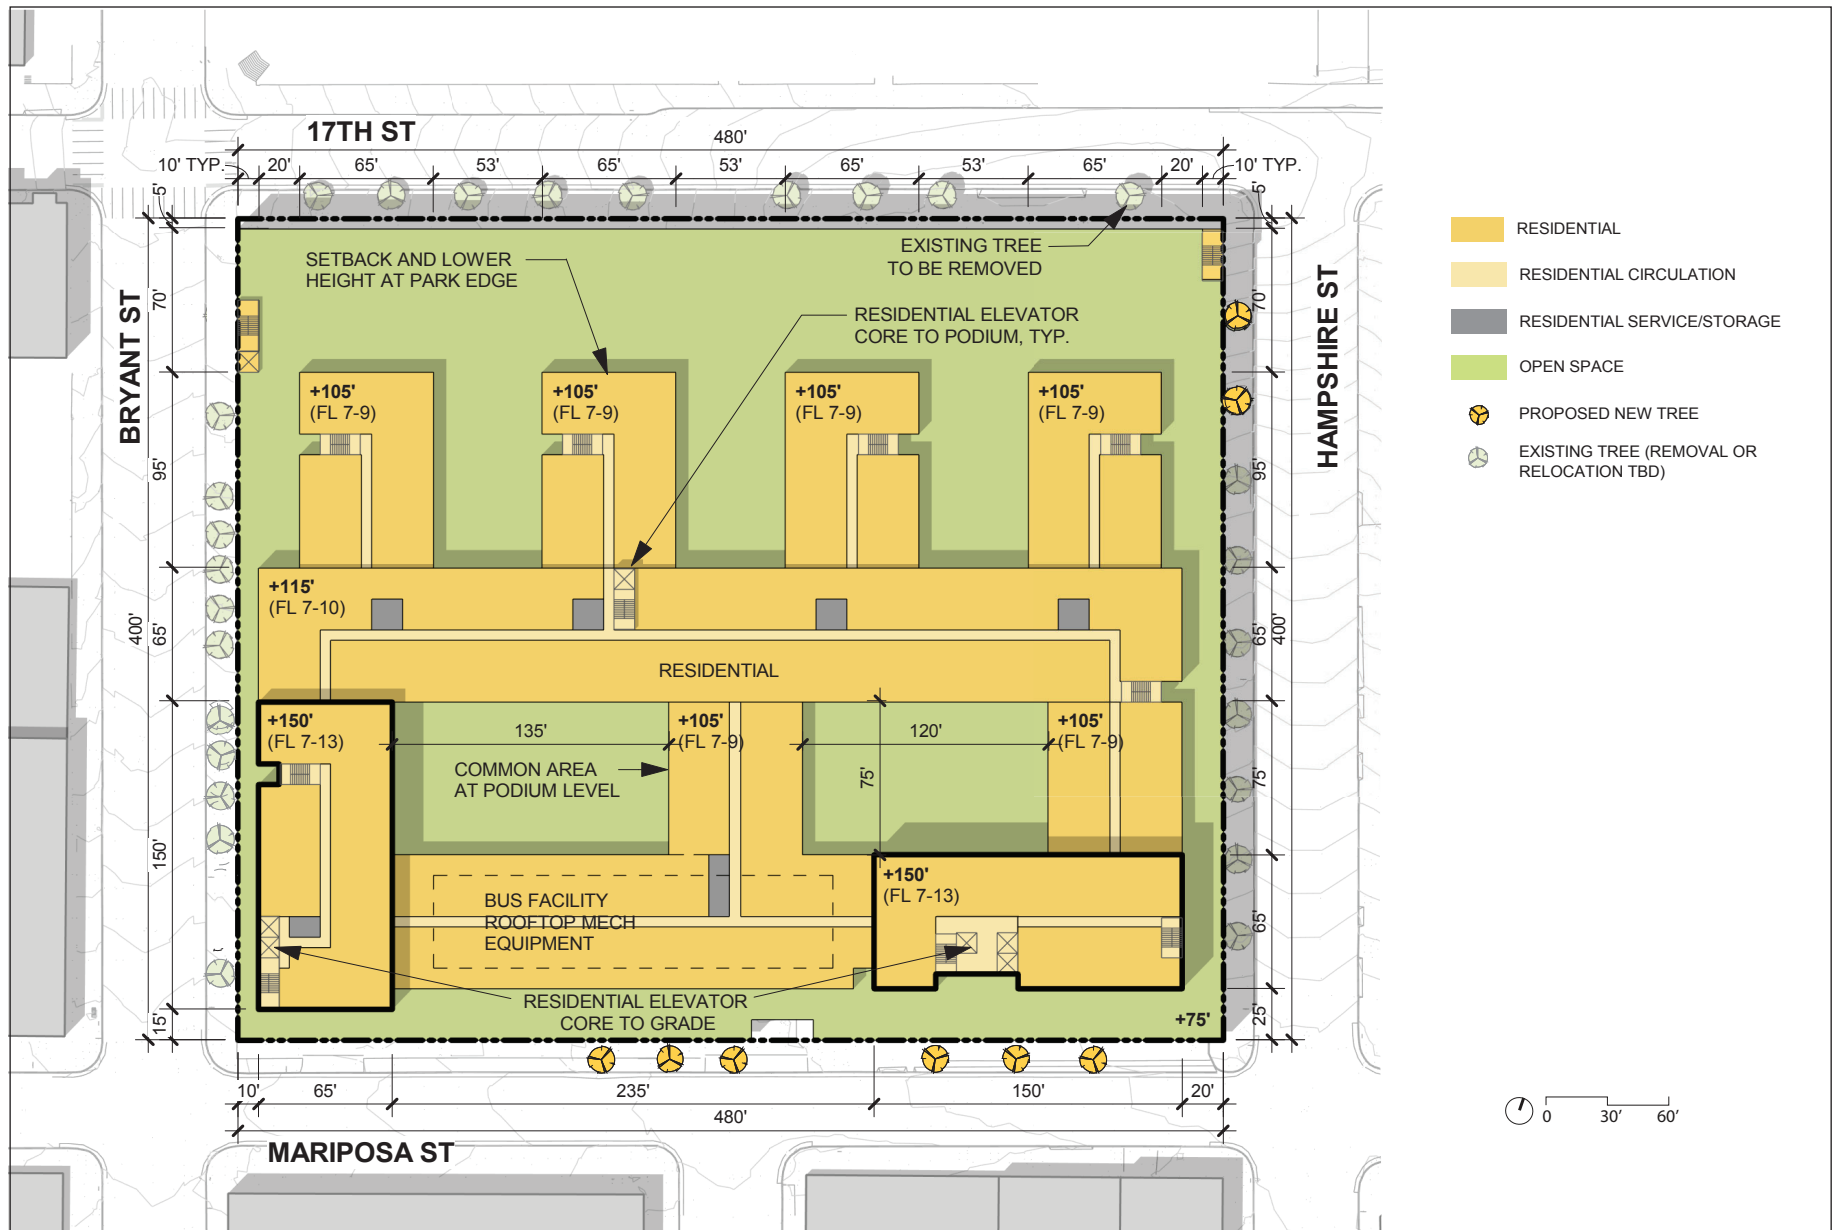 17TH ST
480'
10' TYP.
20'
65'
53'
65'
53'
65'
53'
65'
20'
10' TYP.
5'
5'
SETBACK AND LOWER
HEIGHT AT PARK EDGE
EXISTING TREE
TO BE REMOVED
RESIDENTIAL ELEVATOR
CORE TO PODIUM, TYP.
BRYANT ST
HAMPSHIRE ST
70'
95'
400'
65'
150'
15'
70'
95'
65'
400'
75'
65'
25'
+105'
(FL 7-9)
+105'
(FL 7-9)
+105'
(FL 7-9)
+105'
(FL 7-9)
+115'
(FL 7-10)
RESIDENTIAL
+150'
(FL 7-13)
135'
+105'
(FL 7-9)
120'
+105'
(FL 7-9)
COMMON AREA
AT PODIUM LEVEL
75'
+150'
(FL 7-13)
BUS FACILITY
ROOFTOP MECH
EQUIPMENT
RESIDENTIAL ELEVATOR
CORE TO GRADE
+75'
10'
65'
235'
150'
20'
480'
MARIPOSA ST
RESIDENTIAL
RESIDENTIAL CIRCULATION
RESIDENTIAL SERVICE/STORAGE
OPEN SPACE
PROPOSED NEW TREE
EXISTING TREE (REMOVAL OR
RELOCATION TBD)
0
30'
60'